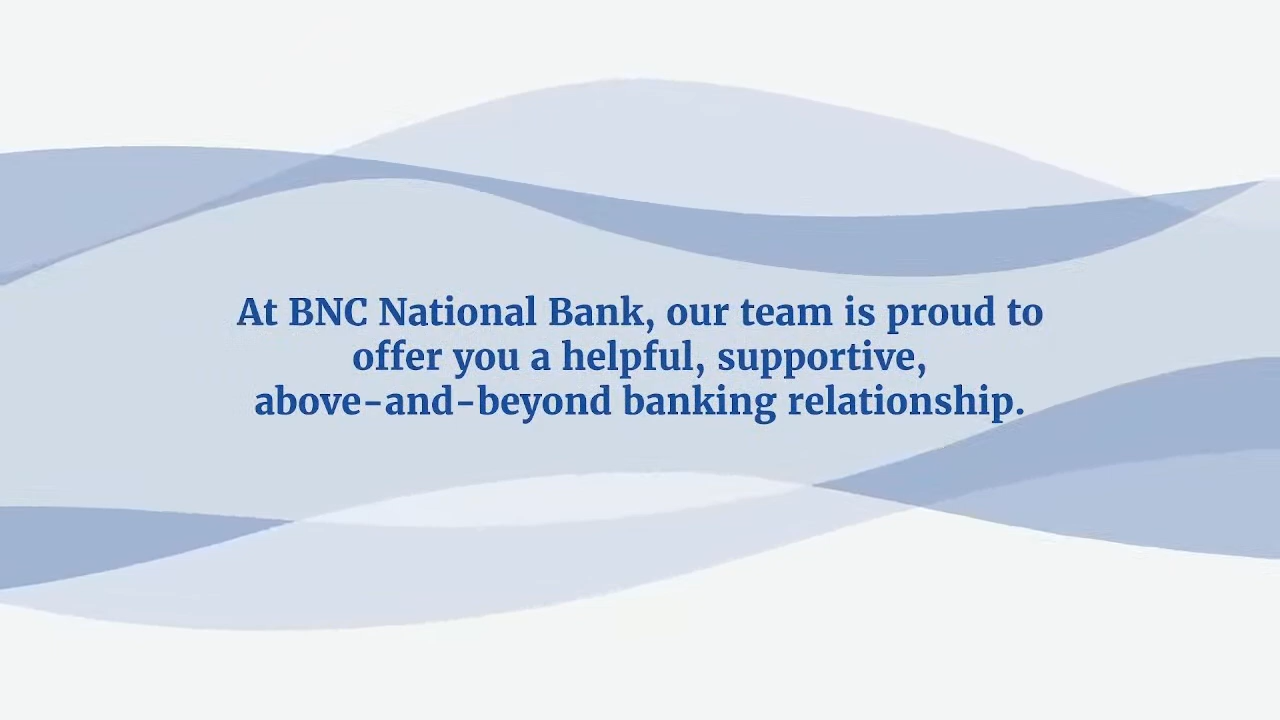 At BNC National Bank, our team is proud to
offer you a helpful, supportive,
above-and-beyond banking relationship.